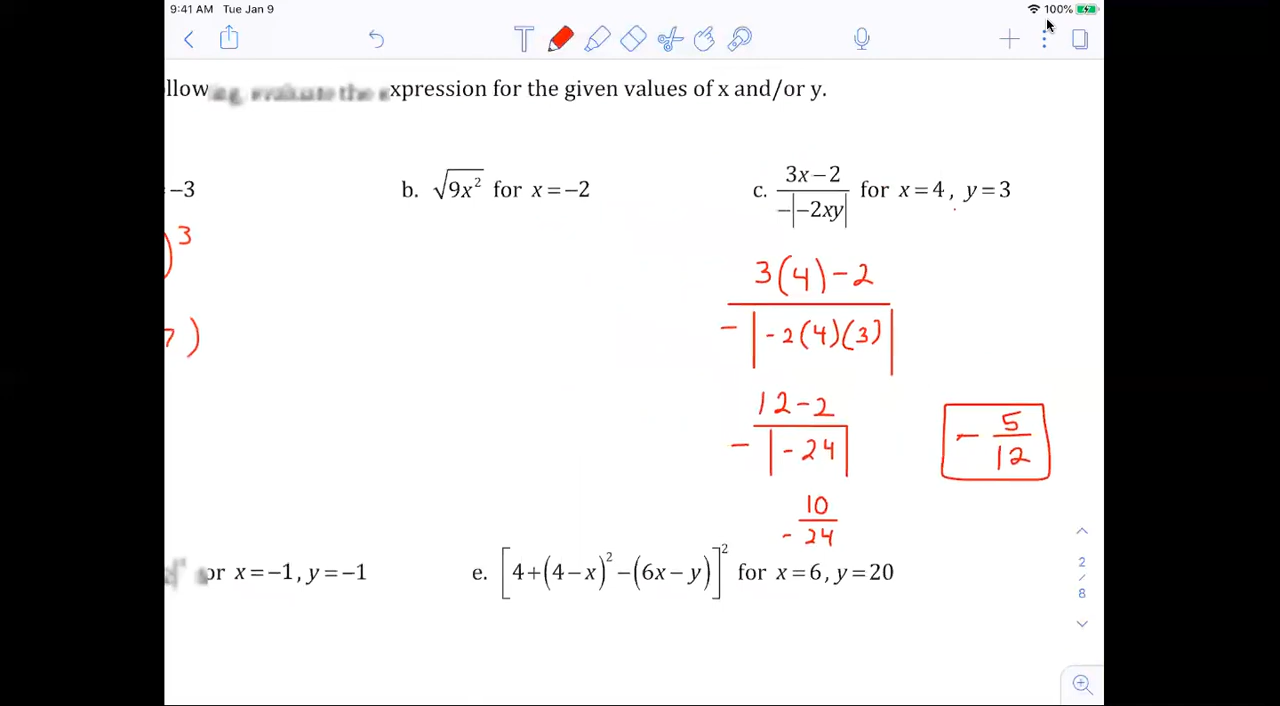 9:41 AM Tue Jan 9
100%
llow xpression for the given values of x and/or y.
=-3
b. √9x² for x=-2
c. 3x-2
-|-2xy|
for x=4, y=3
)³
7)
3(4)-2
-|-2(4)(3)|
12-2
-|-24|
10
-24
-5
12
or x=-1, y=-1
e. [4+(4-x)²-(6x-y)]² for x=6, y=20
2
/
8